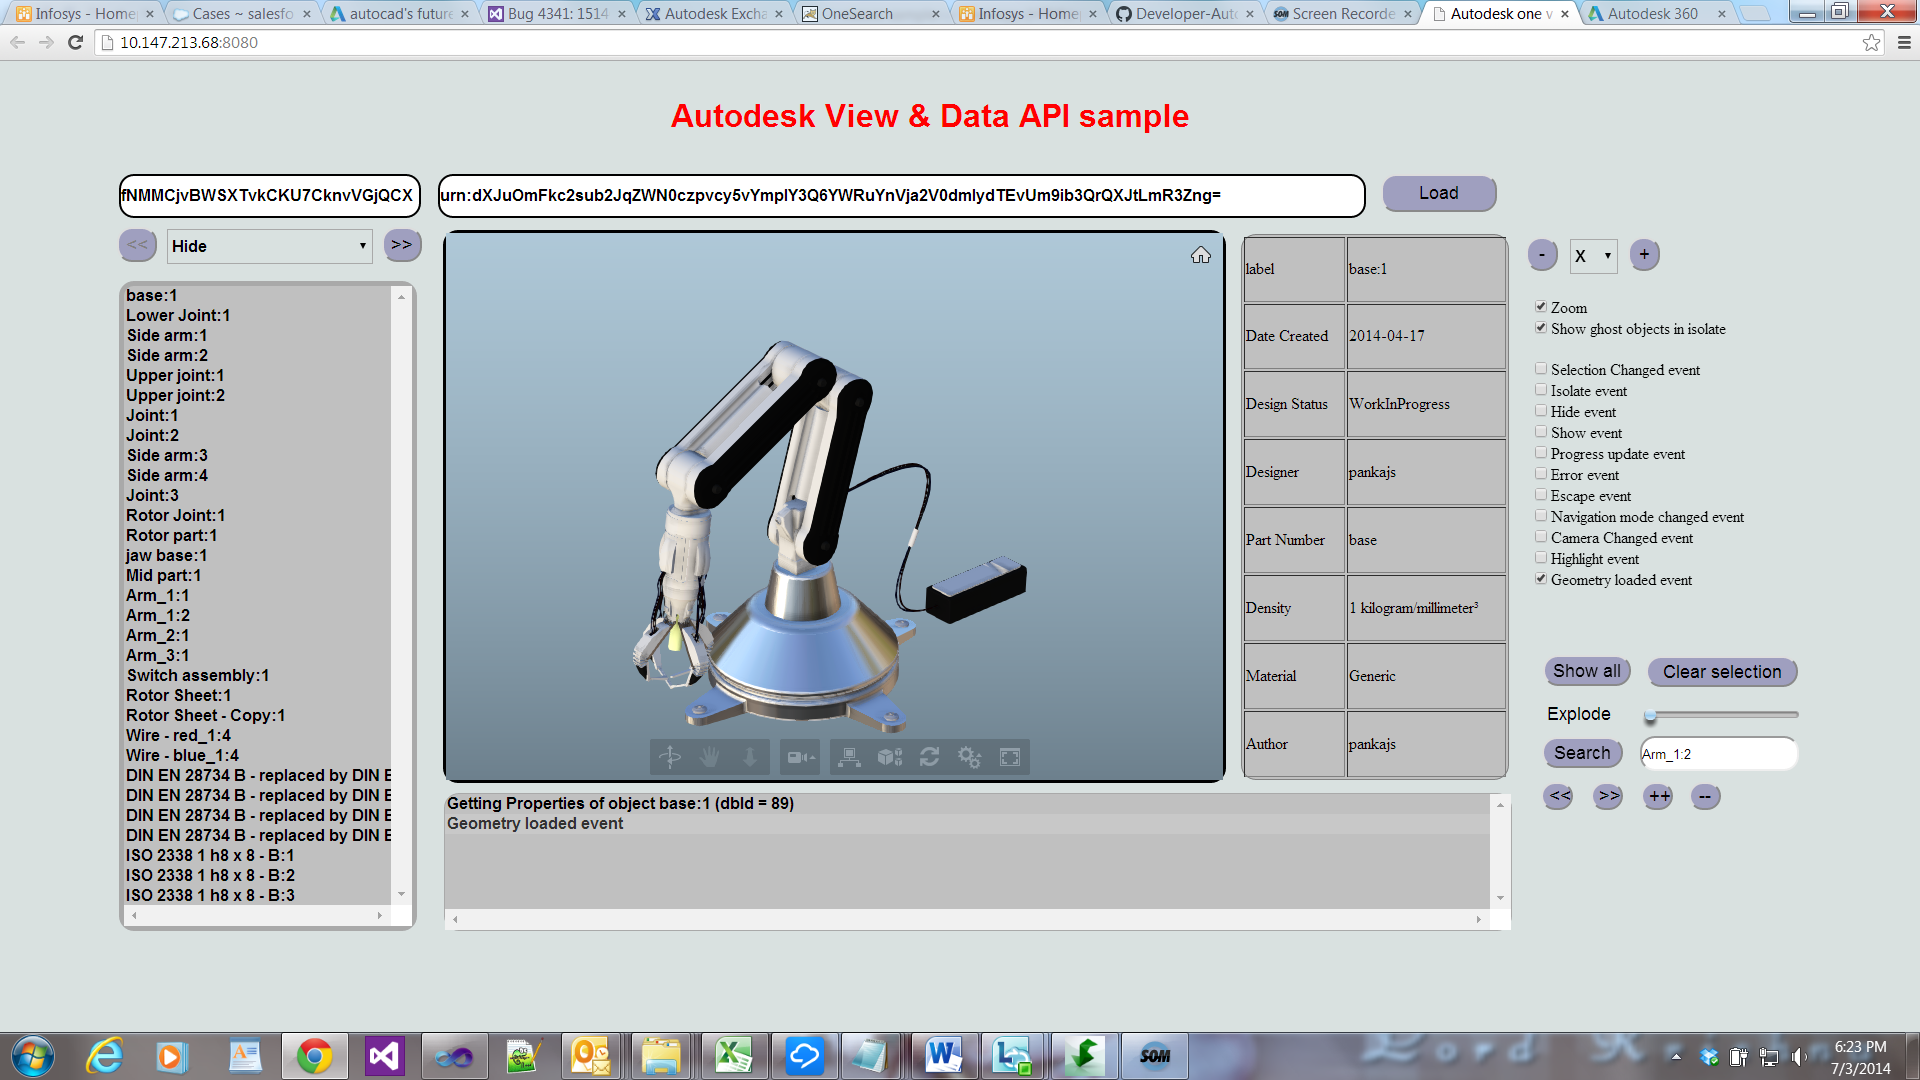 Infosys - Home
Cases ~ salesfo
autocad's future
Bug 4341: 1514
Autodesk Excha
OneSearch
Infosys - Home
Developer-Auto
Screen Recorde
Autodesk one v
Autodesk 360
10.147.213.68:8080
Autodesk View & Data API sample
fNMMCjvBWSXTvkCKU7CknvVGjQCX
urn:dXJuOmFkc2sub2JqZWN0czpvcy5vYmplY3Q6YWRuYnVja2V0dmlydTEvUm9ib3QrQXJtLmR3Zng=
Load
<<
Hide
>>
base:1
Lower Joint:1
Side arm:1
Side arm:2
Upper joint:1
Upper joint:2
Joint:1
Joint:2
Side arm:3
Side arm:4
Joint:3
Rotor Joint:1
Rotor part:1
jaw base:1
Mid part:1
Arm_1:1
Arm_1:2
Arm_2:1
Arm_3:1
Switch assembly:1
Rotor Sheet:1
Rotor Sheet - Copy:1
Wire - red_1:4
Wire - blue_1:4
DIN EN 28734 B - replaced by DIN E
DIN EN 28734 B - replaced by DIN E
DIN EN 28734 B - replaced by DIN E
DIN EN 28734 B - replaced by DIN E
ISO 2338 1 h8 x 8 - B:1
ISO 2338 1 h8 x 8 - B:2
ISO 2338 1 h8 x 8 - B:3
label base:1
Date Created 2014-04-17
Design Status WorkInProgress
Designer pankajs
Part Number base
Density 1 kilogram/millimeter³
Material Generic
Author pankajs
Getting Properties of object base:1 (dbId = 89)
Geometry loaded event
-
X
+
Zoom
Show ghost objects in isolate
Selection Changed event
Isolate event
Hide event
Show event
Progress update event
Error event
Escape event
Navigation mode changed event
Camera Changed event
Highlight event
Geometry loaded event
Show all
Clear selection
Explode
Search
Arm_1:2
<<
>>
++
--
SOM
Lord
6:23 PM
7/3/2014